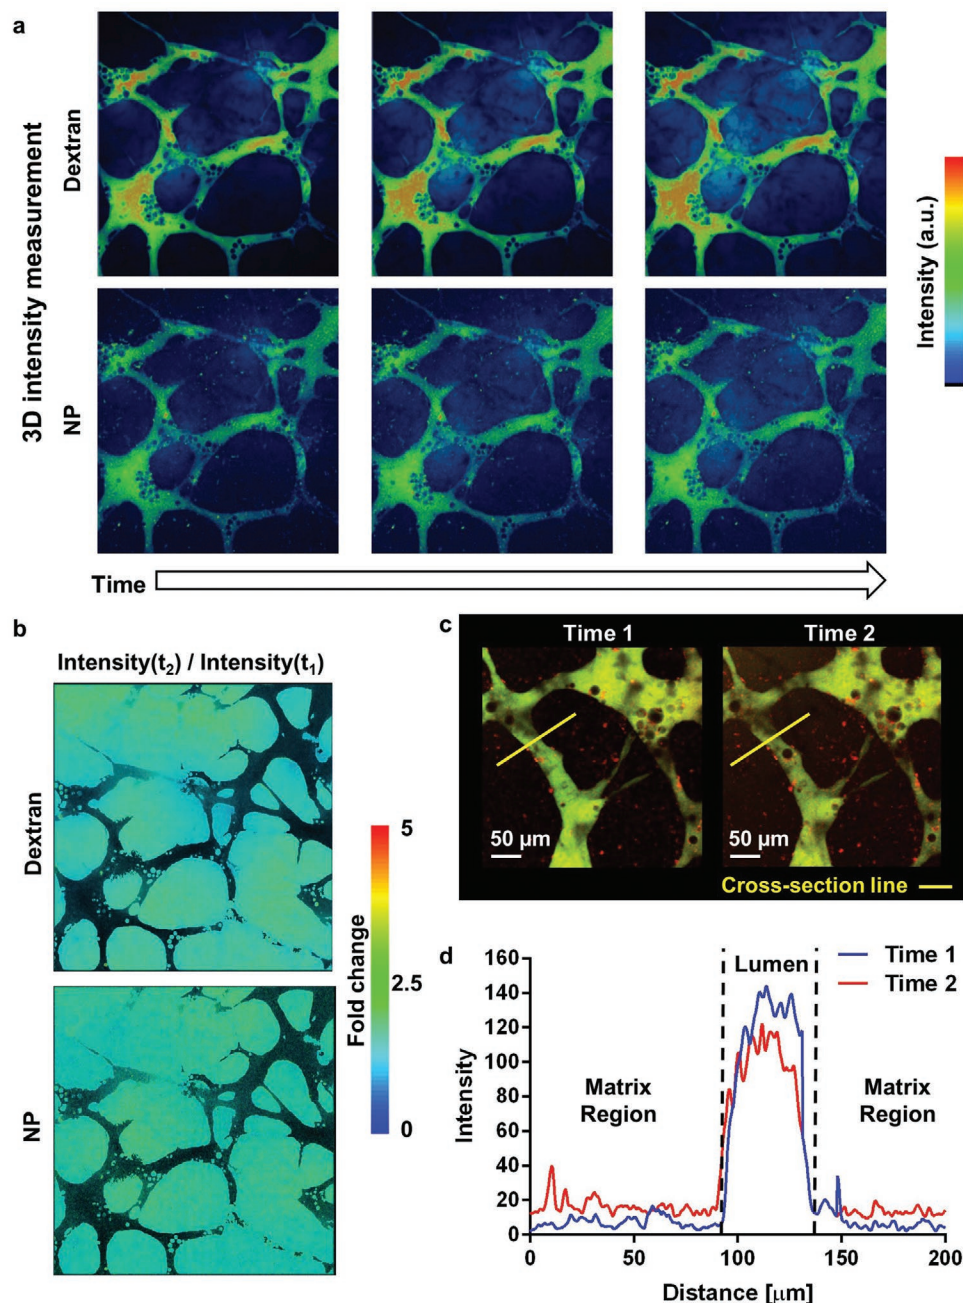 a
3D intensity measurement
Dextran
NP
Intensity (a.u.)
Time
b
Intensity(t₂) / Intensity(t₁)
Dextran
NP
5
2.5
0
Fold change
c
Time 1
Time 2
50 µm
50 µm
Cross-section line
d
Time 1
Time 2
Lumen
Matrix
Region
Matrix
Region
Intensity
160
140
120
100
80
60
40
20
0
0
50
100
150
200
Distance [µm]